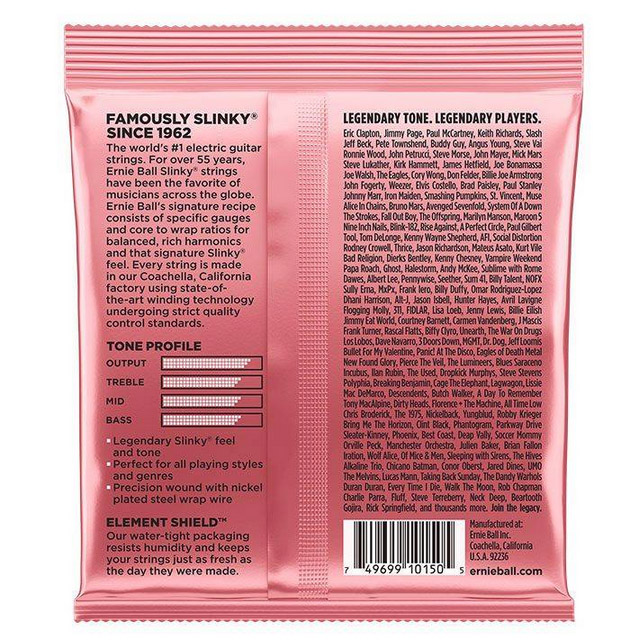 FAMOUSLY SLINKY®
SINCE 1962
The world's #1 electric guitar
strings. For over 55 years,
Ernie Ball Slinky® strings
have been the favorite of
musicians across the globe.
Ernie Ball's signature recipe
consists of specific gauges
and core to wrap ratios for
balanced, rich harmonics
and that signature Slinky®
feel. Every string is made
in our Coachella, California
factory using state-of-
the-art winding technology
undergoing strict quality
control standards.
TONE PROFILE
OUTPUT
TREBLE
MID
BASS
▪ Legendary Slinky® feel
and tone
▪ Perfect for all playing styles
and genres
▪ Precision wound with nickel
plated steel wrap wire
ELEMENT SHIELD™
Our water-tight packaging
resists humidity and keeps
your strings just as fresh as
the day they were made.
LEGENDARY TONE. LEGENDARY PLAYERS.
Eric Clapton, Jimmy Page, Paul McCartney, Keith Richards, Slash
Jeff Beck, Pete Townshend, Buddy Guy, Angus Young, Steve Vai
Ronnie Wood, John Petrucci, Steve Morse, John Mayer, Mick Mars
Steve Lukather, Kirk Hammett, James Hetfield, Joe Bonamassa
Joe Walsh, The Eagles, Cory Wong, Don Felder, Billie Joe Armstrong
John Fogerty, Weezer, Elvis Costello, Brad Paisley, Paul Stanley
Johnny Marr, Iron Maiden, Smashing Pumpkins, St. Vincent, Muse
Alice In Chains, Bruno Mars, Avenged Sevenfold, System Of A Down
The Strokes, Fall Out Boy, The Offspring, Marilyn Manson, Maroon 5
Nine Inch Nails, Blink-182, Rise Against, A Perfect Circle, Paul Gilbert
Tool, Tom DeLonge, Kenny Wayne Shepherd, AFI, Social Distortion
Rodney Crowell, Thrice, Jason Richardson, Mateus Asato, Kurt Vile
Bad Religion, Dierks Bentley, Kenny Chesney, Vampire Weekend
Papa Roach, Ghost, Halestorm, Andy McKee, Sublime with Rome
Dawes, Albert Lee, Pennywise, Seether, Sum 41, Billy Talent, NOFX
Sully Erna, MxPx, Frank Iero, Billy Duffy, Omar Rodriguez-Lopez
Dhani Harrison, Alt-J, Jason Isbell, Hunter Hayes, Avril Lavigne
Flogging Molly, 311, FIDLAR, Lisa Loeb, Jenny Lewis, Billie Eilish
Jimmy Eat World, Courtney Barnett, Carmen Vandenberg, J Mascis
Frank Turner, Rascal Flatts, Biffy Clyro, Unearth, The War On Drugs
Los Lobos, Dave Navarro, 3 Doors Down, MGMT, Dr. Dog, Jeff Loomis
Bullet For My Valentine, Panic! At The Disco, Eagles of Death Metal
New Found Glory, Pierce The Veil, The Lumineers, Blues Saraceno
Incubus, Ilan Rubin, The Used, Dropkick Murphys, Steve Stevens
Polyphia, Breaking Benjamin, Cage The Elephant, Lagwagon, Lissie
Mac DeMarco, Descendents, Butch Walker, A Day To Remember
Tony MacAlpine, Dirty Heads, Florence + The Machine, All Time Low
Chris Broderick, The 1975, Nickelback, Yungblud, Robby Krieger
Bring Me The Horizon, Clint Black, Phantogram, Parkway Drive
Sleater-Kinney, Phoenix, Best Coast, Deap Vally, Soccer Mommy
Orville Peck, Manchester Orchestra, Julien Baker, Brian Fallon
Iration, Wolf Alice, Of Mice & Men, Sleeping with Sirens, The Hives
Alkaline Trio, Chicano Batman, Conor Oberst, Jared Dines, UMO
The Melvins, Lucas Mann, Taking Back Sunday, The Dandy Warhols
Duran Duran, Every Time I Die, Walk The Moon, Rob Chapman
Charlie Parra, Fluff, Steve Terreberry, Neck Deep, Beartooth
Gojira, Rick Springfield, and thousands more. Join the legacy.
7 49699 10150 5
Manufactured at:
Ernie Ball Inc.
Coachella, California
U.S.A. 92236
ernieball.com